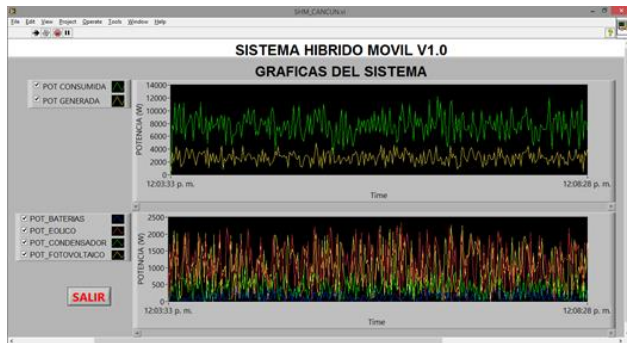 SHM_CANCUN.vi
File Edit View Project Operate Tools Window Help
SISTEMA HIBRIDO MOVIL V1.0
GRAFICAS DEL SISTEMA
POT CONSUMIDA
POT GENERADA
POTENCIA (W)
14000
12000
10000
8000
6000
4000
2000
0
12:03:33 p. m.
12:08:28 p. m.
Time
POT_BATERIAS
POT_EOLICO
POT_CONDENSADOR
POT_FOTOVOLTAICO
POTENCIA (W)
2500
2000
1500
1000
500
0
12:03:33 p. m.
12:08:28 p. m.
Time
SALIR